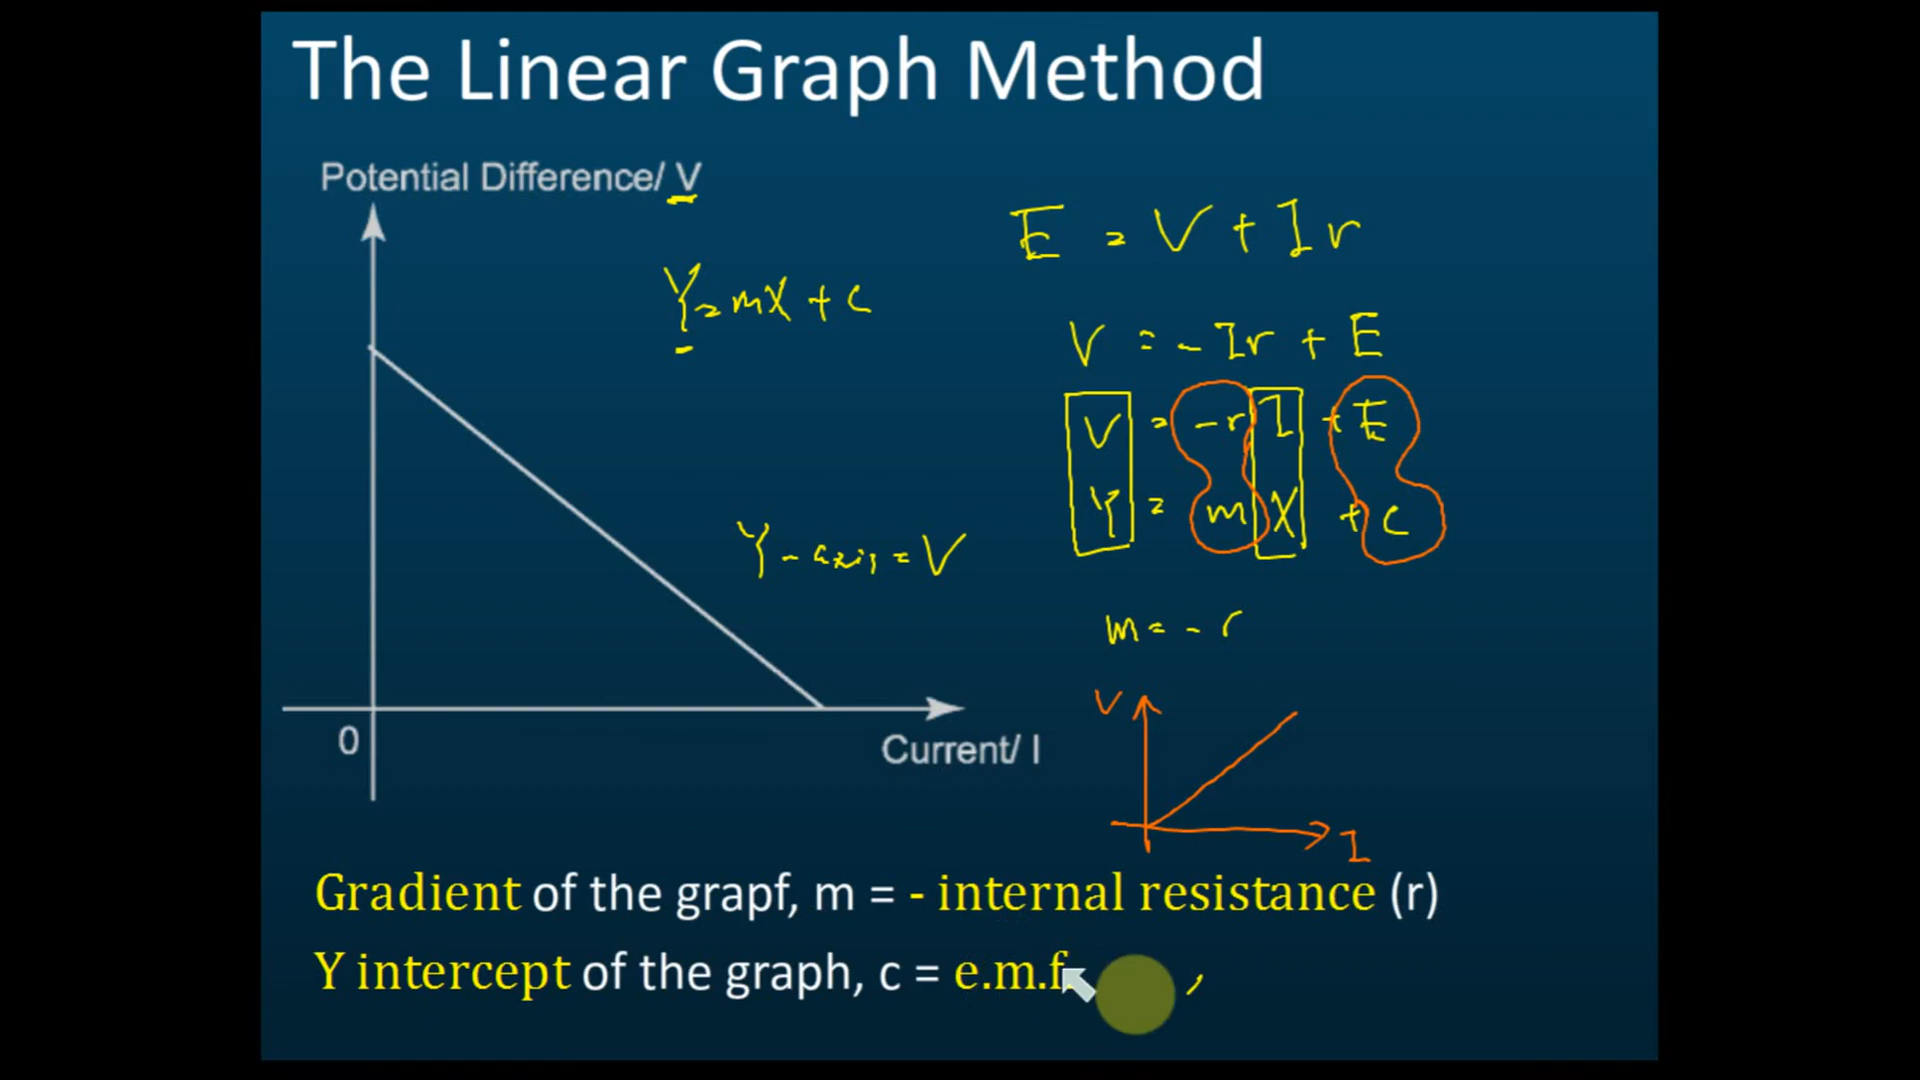 The Linear Graph Method
Potential Difference/ V
E = V + Ir
Y = mX + c
V = - Ir + E
V = -r I + E
Y = m X + c
Y-axis = V
m = - r
V
0
Current/ I
I
Gradient of the grapf, m = - internal resistance (r)
Y intercept of the graph, c = e.m.f.